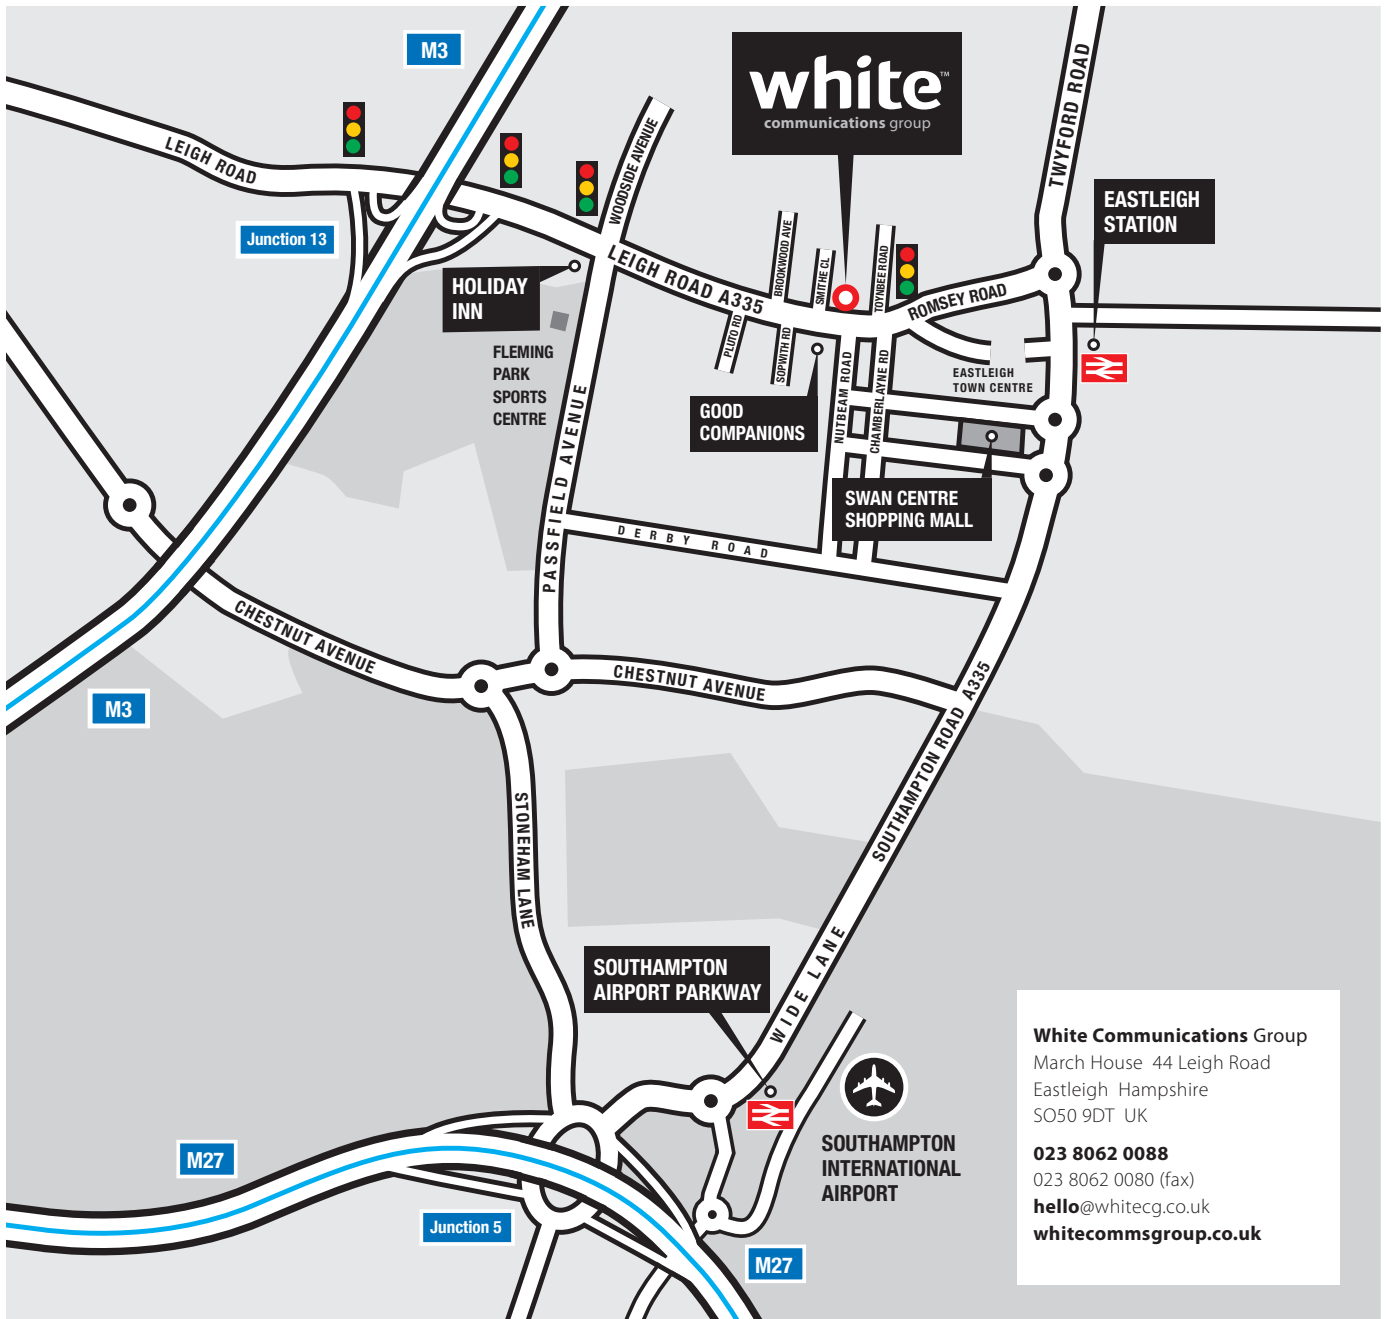 M3
white™
communications group
TWYFORD ROAD
LEIGH ROAD
WOODSIDE AVENUE
EASTLEIGH
STATION
Junction 13
HOLIDAY
INN
LEIGH ROAD A335
BROOKWOOD AVE
SMITHE CL
TOYNBEE ROAD
ROMSEY ROAD
PLUTO RD
SOPWITH RD
FLEMING
PARK
SPORTS
CENTRE
NUTBEAM ROAD
CHAMBERLAYNE RD
EASTLEIGH
TOWN CENTRE
GOOD
COMPANIONS
PASSFIELD AVENUE
SWAN CENTRE
SHOPPING MALL
DERBY ROAD
CHESTNUT AVENUE
CHESTNUT AVENUE
M3
SOUTHAMPTON ROAD A335
STONEHAM LANE
SOUTHAMPTON
AIRPORT PARKWAY
WIDE LANE
SOUTHAMPTON
INTERNATIONAL
AIRPORT
M27
Junction 5
M27
White Communications Group
March House 44 Leigh Road
Eastleigh Hampshire
SO50 9DT UK
023 8062 0088
023 8062 0080 (fax)
hello@whitecg.co.uk
whitecommsgroup.co.uk